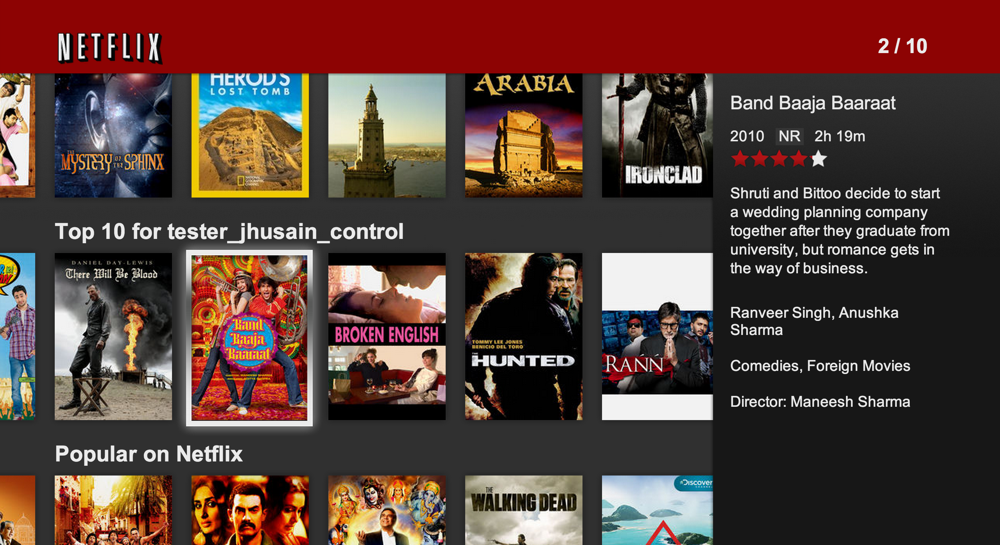 NETFLIX
2 / 10
THE
MYSTERY OF THE SPHINX
HEROD'S
LOST TOMB
NATIONAL
GEOGRAPHIC
CHANNEL
ARABIA
IRONCLAD
Top 10 for tester_jhusain_control
DANIEL DAY-LEWIS
There Will Be Blood
Band
Baaja
Baaraat
BROKEN ENGLISH
TOMMY LEE JONES
BENICIO DEL TORO
THE
HUNTED
RANN
Popular on Netflix
THE
WALKING DEAD
Discover
CHANNEL
Band Baaja Baaraat
2010 NR 2h 19m
Shruti and Bittoo decide to start
a wedding planning company
together after they graduate from
university, but romance gets in
the way of business.
Ranveer Singh, Anushka
Sharma
Comedies, Foreign Movies
Director: Maneesh Sharma